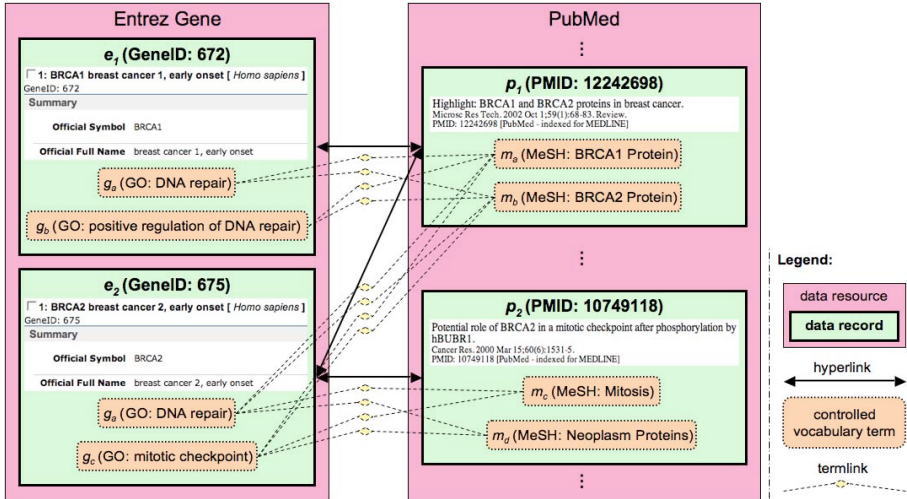 Entrez Gene
e1 (GeneID: 672)
1: BRCA1 breast cancer 1, early onset [ Homo sapiens ]
GeneID: 672
Summary
Official Symbol BRCA1
Official Full Name breast cancer 1, early onset
ga (GO: DNA repair)
gb (GO: positive regulation of DNA repair)
e2 (GeneID: 675)
1: BRCA2 breast cancer 2, early onset [ Homo sapiens ]
GeneID: 675
Summary
Official Symbol BRCA2
Official Full Name breast cancer 2, early onset
ga (GO: DNA repair)
gc (GO: mitotic checkpoint)
PubMed
p1 (PMID: 12242698)
Highlight: BRCA1 and BRCA2 proteins in breast cancer.
Microsc Res Tech. 2002 Oct 1;59(1):68-83. Review.
PMID: 12242698 [PubMed - indexed for MEDLINE]
ma (MeSH: BRCA1 Protein)
mb (MeSH: BRCA2 Protein)
p2 (PMID: 10749118)
Potential role of BRCA2 in a mitotic checkpoint after phosphorylation by
hBUBR1.
Cancer Res. 2000 Mar 15;60(6):1531-5.
PMID: 10749118 [PubMed - indexed for MEDLINE]
mc (MeSH: Mitosis)
md (MeSH: Neoplasm Proteins)
Legend:
data resource
data record
hyperlink
controlled
vocabulary term
termlink